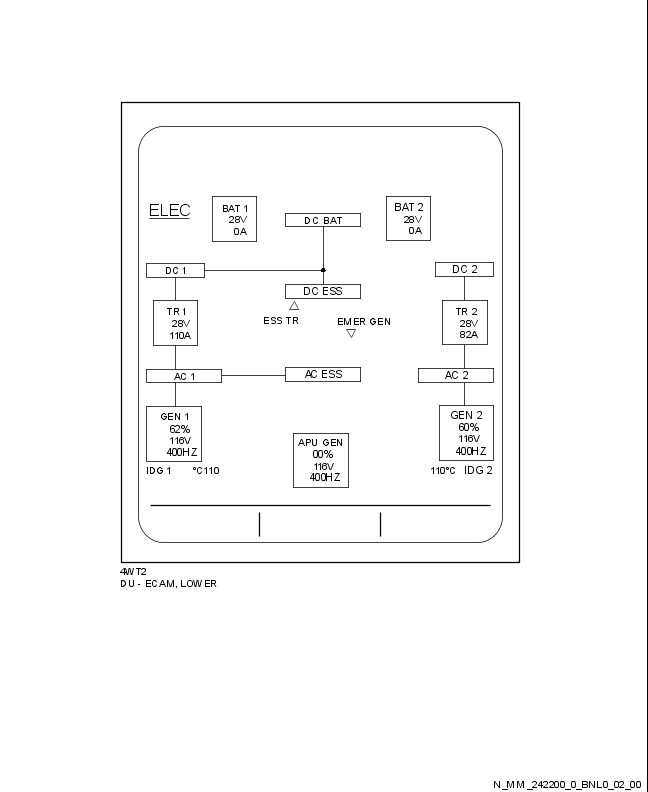 ELEC
BAT 1
28V
0A
DC BAT
BAT 2
28V
0A
DC 1
DC 2
DC ESS
TR 1
28V
110A
ESS TR
EMER GEN
TR 2
28V
82A
AC 1
AC ESS
AC 2
GEN 1
62%
116V
400HZ
GEN 2
60%
116V
400HZ
APU GEN
00%
116V
400HZ
IDG 1 °C110
110°C IDG 2
4WT2
DU - ECAM, LOWER
N_MM_242200_0_BNL0_02_00